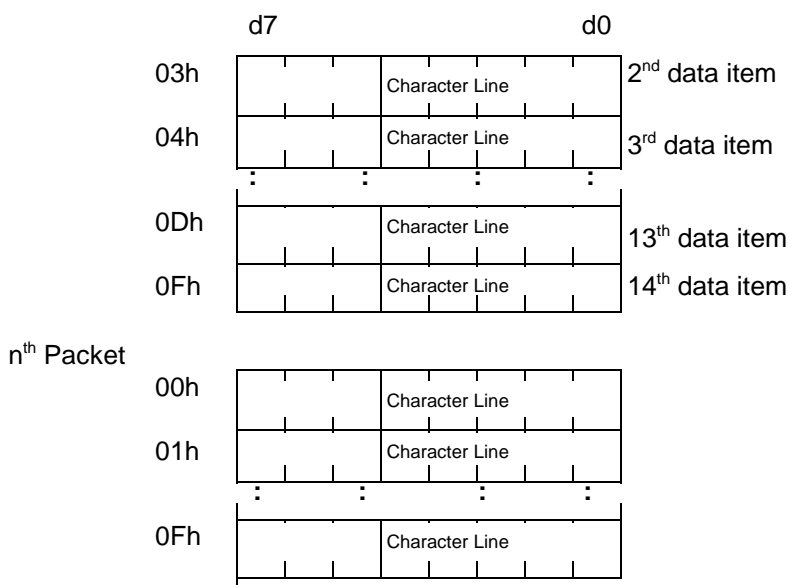 d7 d0
03h Character Line 2nd data item
04h Character Line 3rd data item
: : : :
0Dh Character Line 13th data item
0Fh Character Line 14th data item
nth Packet
00h Character Line
01h Character Line
: : : :
0Fh Character Line